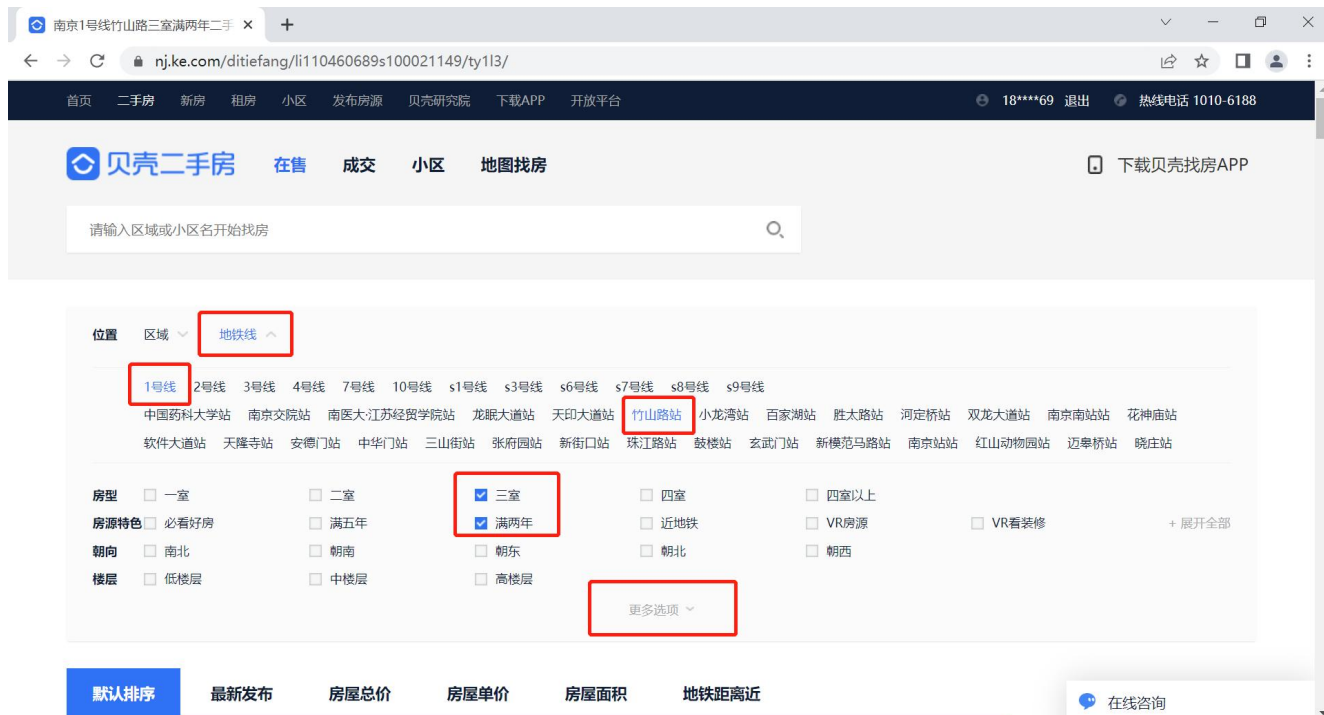 南京1号线竹山路三室满两年二手
nj.ke.com/ditiefang/li110460689s100021149/ty1l3/
首页 二手房 新房 租房 小区 发布房源 贝壳研究院 下载APP 开放平台 18****69 退出 热线电话 1010-6188
贝壳二手房 在售 成交 小区 地图找房 下载贝壳找房APP
请输入区域或小区名开始找房
位置 区域 地铁线
1号线 2号线 3号线 4号线 7号线 10号线 s1号线 s3号线 s6号线 s7号线 s8号线 s9号线
中国药科大学站 南京交院站 南医大·江苏经贸学院站 龙眠大道站 天印大道站 竹山路站 小龙湾站 百家湖站 胜太路站 河定桥站 双龙大道站 南京南站站 花神庙站
软件大道站 天隆寺站 安德门站 中华门站 三山街站 张府园站 新街口站 珠江路站 鼓楼站 玄武门站 新模范马路站 南京站站 红山动物园站 迈皋桥站 晓庄站
房型 一室 二室 三室 四室 四室以上
房源特色 必看好房 满五年 满两年 近地铁 VR房源 VR看装修 + 展开全部
朝向 南北 朝南 朝东 朝北 朝西
楼层 低楼层 中楼层 高楼层
更多选项
默认排序 最新发布 房屋总价 房屋单价 房屋面积 地铁距离近
在线咨询